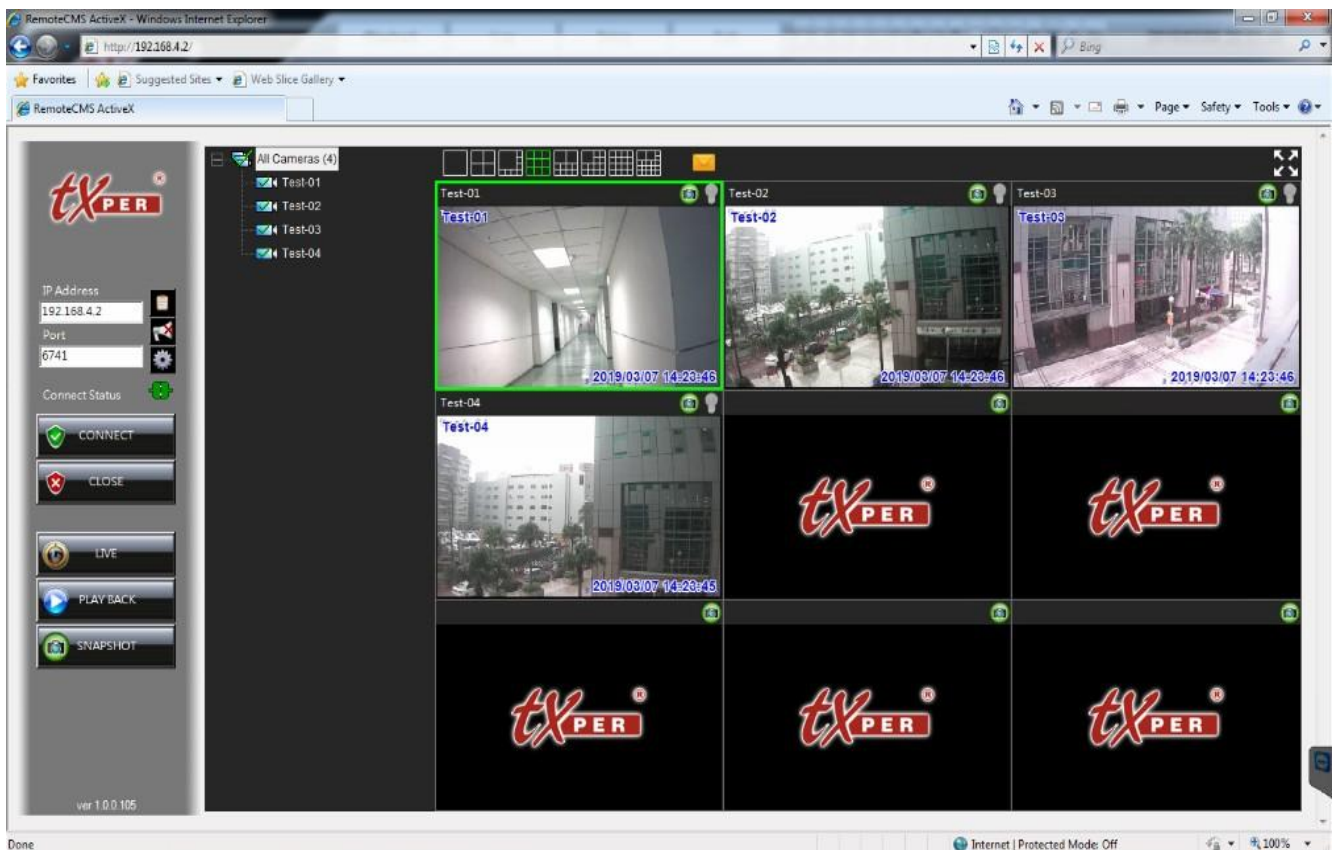 RemoteCMS ActiveX - Windows Internet Explorer
http://192.168.4.2/
Bing
Favorites
Suggested Sites
Web Slice Gallery
RemoteCMS ActiveX
Page
Safety
Tools
txPER ®
IP Address
192.168.4.2
Port
6741
Connect Status
CONNECT
CLOSE
LIVE
PLAY BACK
SNAPSHOT
ver 1.0.0.105
All Cameras (4)
Test-01
Test-02
Test-03
Test-04
Test-01
Test-01
2019/03/07 14:23:46
Test-02
Test-02
2019/03/07 14:23:46
Test-03
Test-03
2019/03/07 14:23:46
Test-04
Test-04
2019/03/07 14:23:45
txPER ®
txPER ®
txPER ®
txPER ®
txPER ®
Done
Internet | Protected Mode: Off
100%